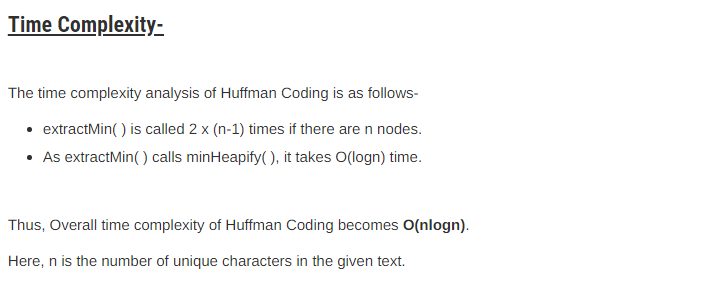 Time Complexity-
The time complexity analysis of Huffman Coding is as follows-
• extractMin( ) is called 2 x (n-1) times if there are n nodes.
• As extractMin( ) calls minHeapify( ), it takes O(logn) time.
Thus, Overall time complexity of Huffman Coding becomes O(nlogn).
Here, n is the number of unique characters in the given text.